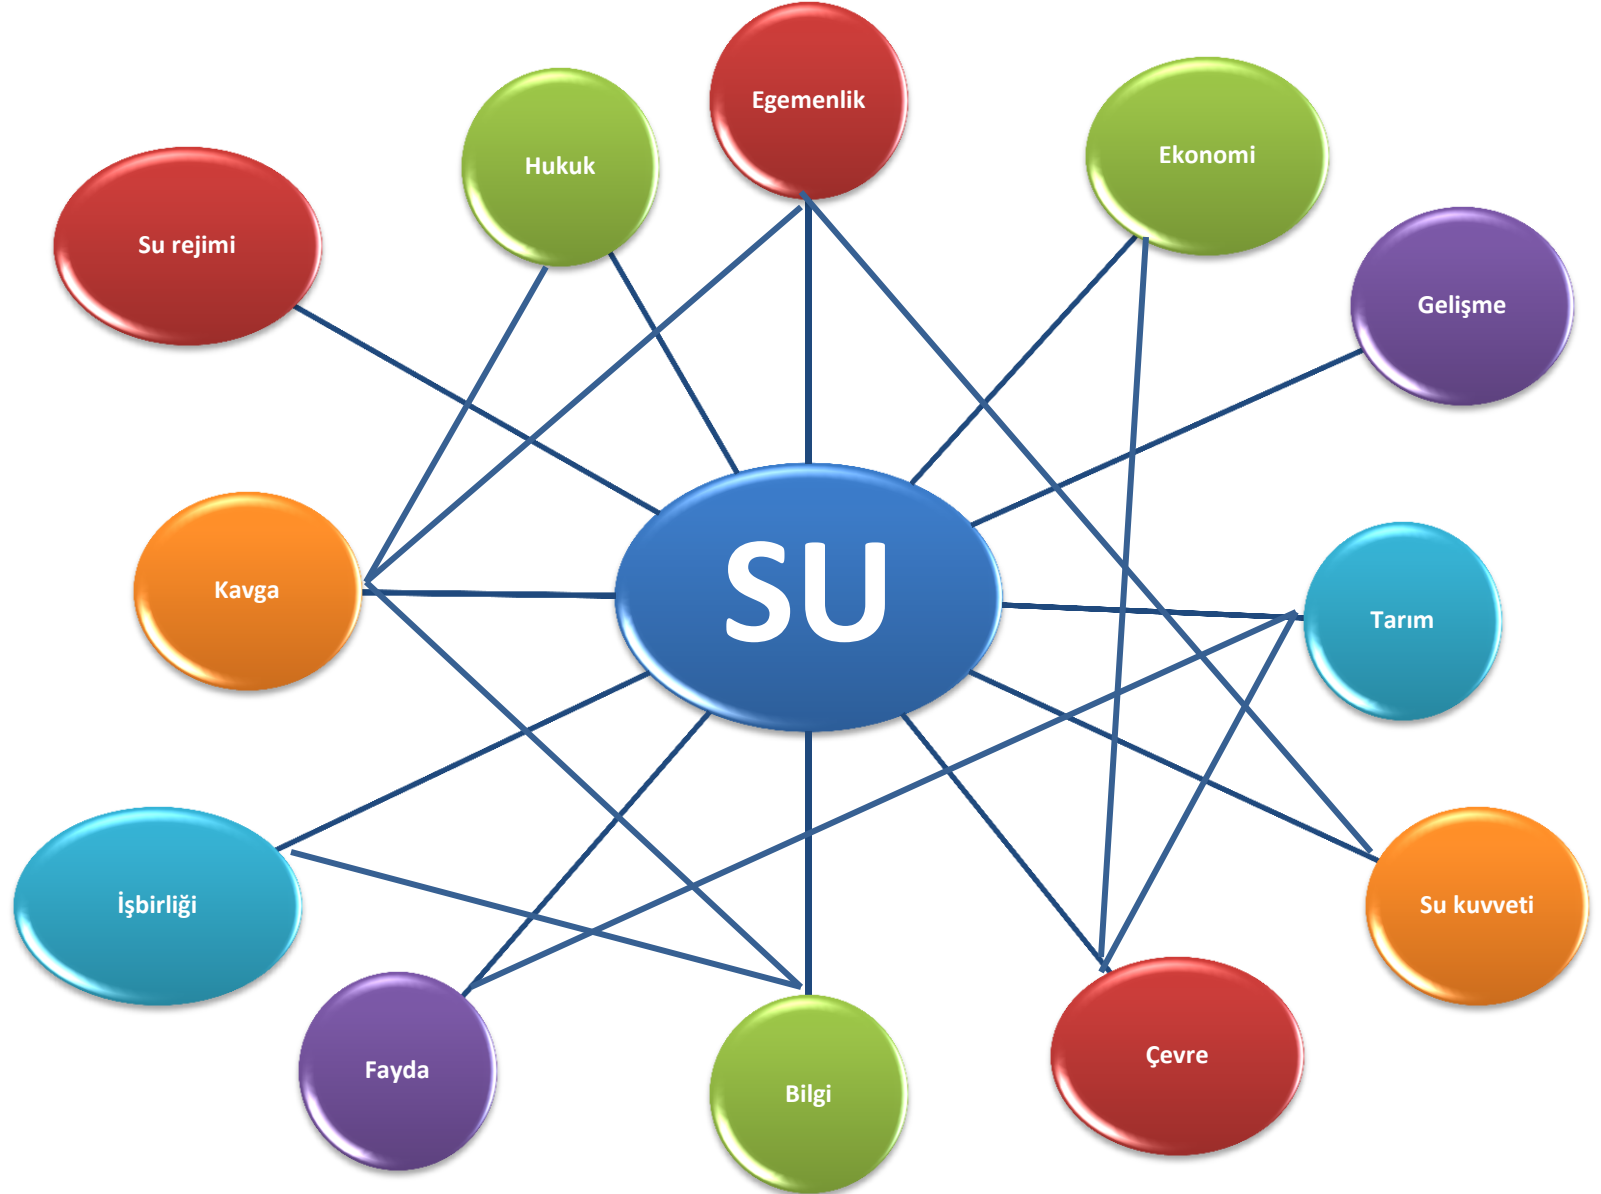 Egemenlik
Ekonomi
Hukuk
Su rejimi
Gelişme
SU
Kavga
Tarım
İşbirliği
Su kuvveti
Fayda
Çevre
Bilgi